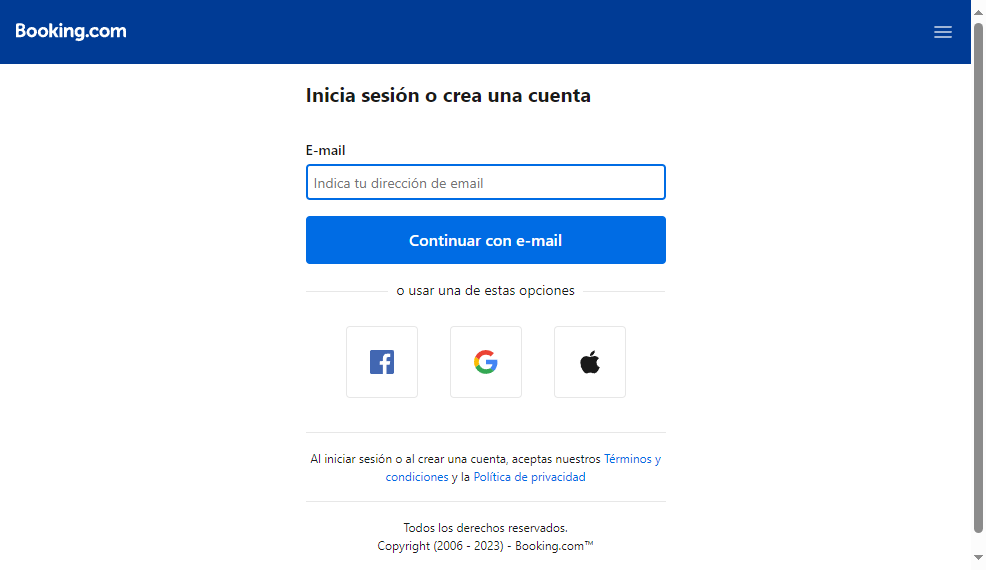 Booking.com
Inicia sesión o crea una cuenta
E-mail
Indica tu dirección de email
Continuar con e-mail
o usar una de estas opciones
Al iniciar sesión o al crear una cuenta, aceptas nuestros Términos y
condiciones y la Política de privacidad
Todos los derechos reservados.
Copyright (2006 - 2023) - Booking.com™